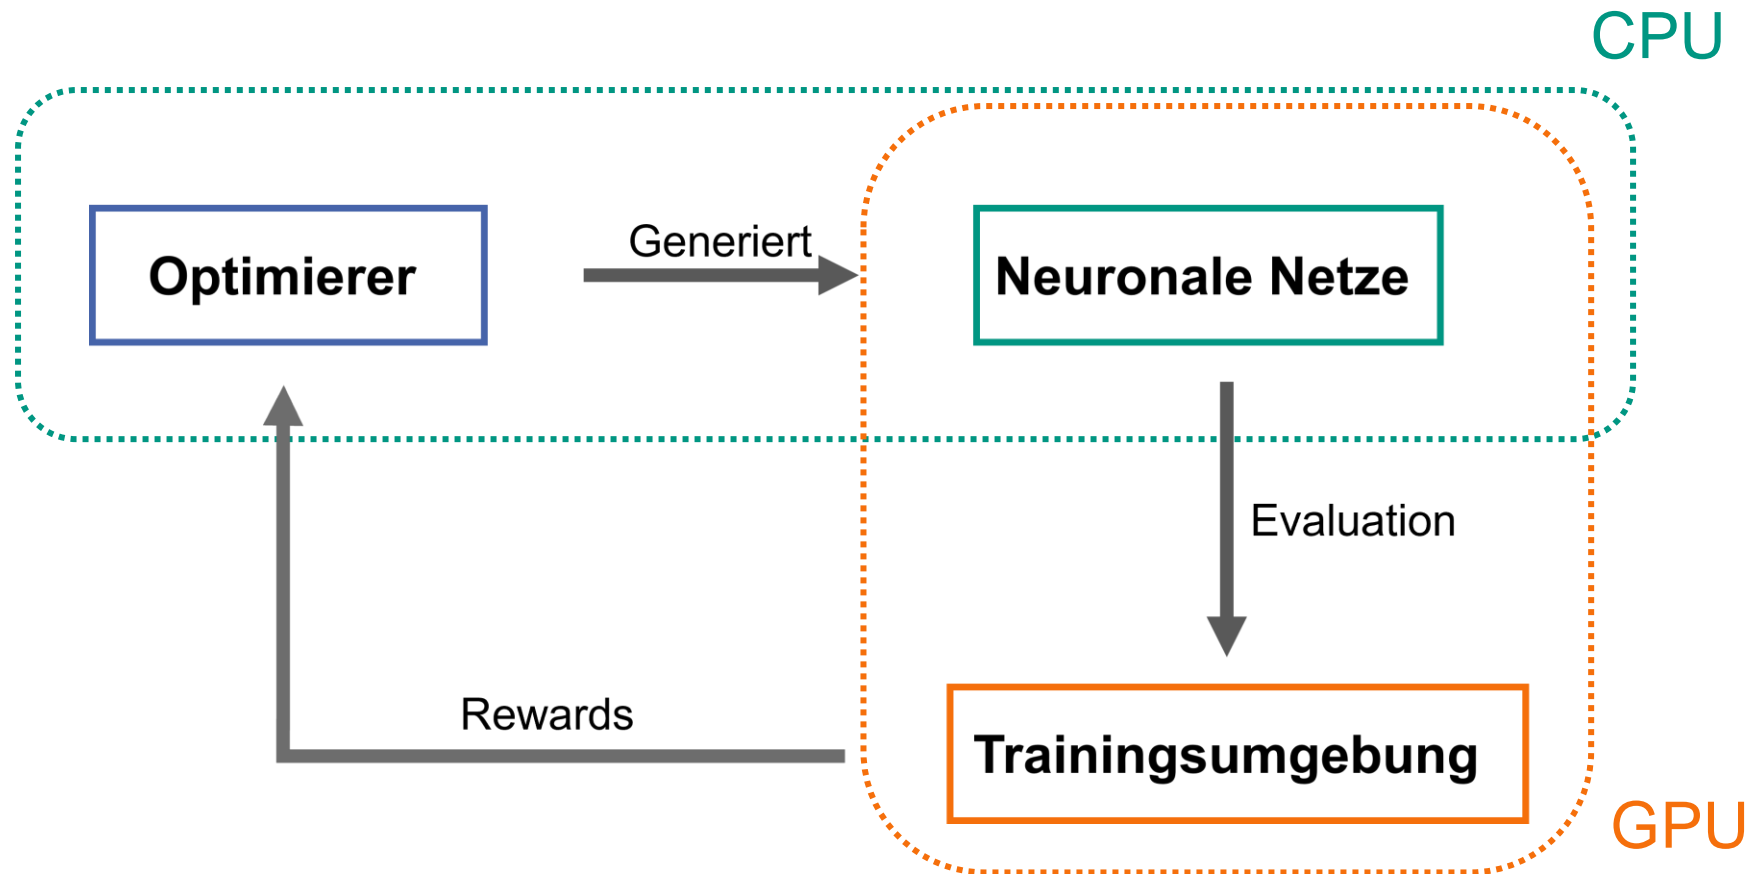 CPU
Optimierer
Generiert
Neuronale Netze
Evaluation
Rewards
Trainingsumgebung
GPU